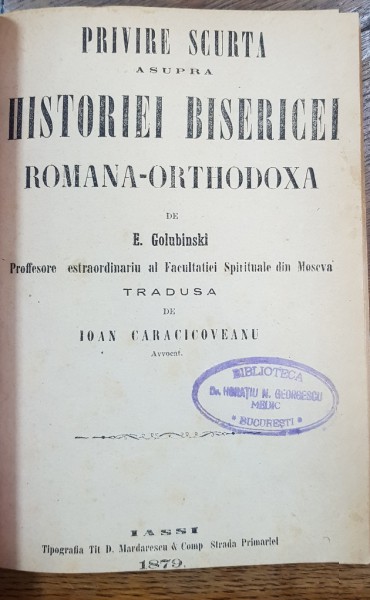 PRIVIRE SCURTA
ASUPRA
HISTORIEI BISERICEI
ROMANA-ORTHODOXA
DE
E. Golubinski
Proffesore estraordinariu al Facultatiei Spirituale din Moscva
TRADUSA
DE
IOAN CARACICOVEANU
Avvocat.
BIBLIOTECA
Dr. HORAȚIU N. GEORGESCU
MEDIC
* BUCUREȘTI *
IASSI
Tipografia Tit D. Mardarescu & Comp Strada Primariel
1879.